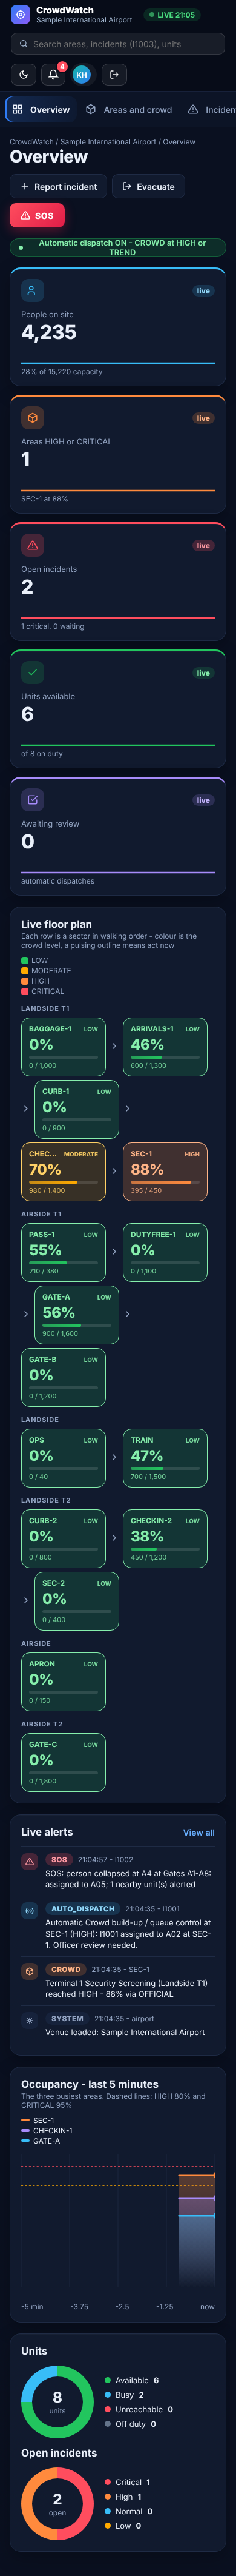 CrowdWatch
Sample International Airport
LIVE 21:05
Search areas, incidents (I1003), units
4
KH
Overview
Areas and crowd
Inciden
CrowdWatch / Sample International Airport / Overview
Overview
Report incident
Evacuate
SOS
Automatic dispatch ON - CROWD at HIGH or
TREND
live
People on site
4,235
28% of 15,220 capacity
live
Areas HIGH or CRITICAL
1
SEC-1 at 88%
live
Open incidents
2
1 critical, 0 waiting
live
Units available
6
of 8 on duty
live
Awaiting review
0
automatic dispatches
Live floor plan
Each row is a sector in walking order - colour is the
crowd level, a pulsing outline means act now
LOW
MODERATE
HIGH
CRITICAL
LANDSIDE T1
BAGGAGE-1 LOW
0%
0 / 1,000
ARRIVALS-1 LOW
46%
600 / 1,300
CURB-1 LOW
0%
0 / 900
CHEC... MODERATE
70%
980 / 1,400
SEC-1 HIGH
88%
395 / 450
AIRSIDE T1
PASS-1 LOW
55%
210 / 380
DUTYFREE-1 LOW
0%
0 / 1,100
GATE-A LOW
56%
900 / 1,600
GATE-B LOW
0%
0 / 1,200
LANDSIDE
OPS LOW
0%
0 / 40
TRAIN LOW
47%
700 / 1,500
LANDSIDE T2
CURB-2 LOW
0%
0 / 800
CHECKIN-2 LOW
38%
450 / 1,200
SEC-2 LOW
0%
0 / 400
AIRSIDE
APRON LOW
0%
0 / 150
AIRSIDE T2
GATE-C LOW
0%
0 / 1,800
Live alerts
View all
SOS 21:04:57 - I1002
SOS: person collapsed at A4 at Gates A1-A8:
assigned to A05; 1 nearby unit(s) alerted
AUTO_DISPATCH 21:04:35 - I1001
Automatic Crowd build-up / queue control at
SEC-1 (HIGH): I1001 assigned to A02 at SEC-
1. Officer review needed.
CROWD 21:04:35 - SEC-1
Terminal 1 Security Screening (Landside T1)
reached HIGH - 88% via OFFICIAL
SYSTEM 21:04:35 - airport
Venue loaded: Sample International Airport
Occupancy - last 5 minutes
The three busiest areas. Dashed lines: HIGH 80% and
CRITICAL 95%
SEC-1
CHECKIN-1
GATE-A
-5 min
-3.75
-2.5
-1.25
now
Units
8
units
Available 6
Busy 2
Unreachable 0
Off duty 0
Open incidents
2
open
Critical 1
High 1
Normal 0
Low 0